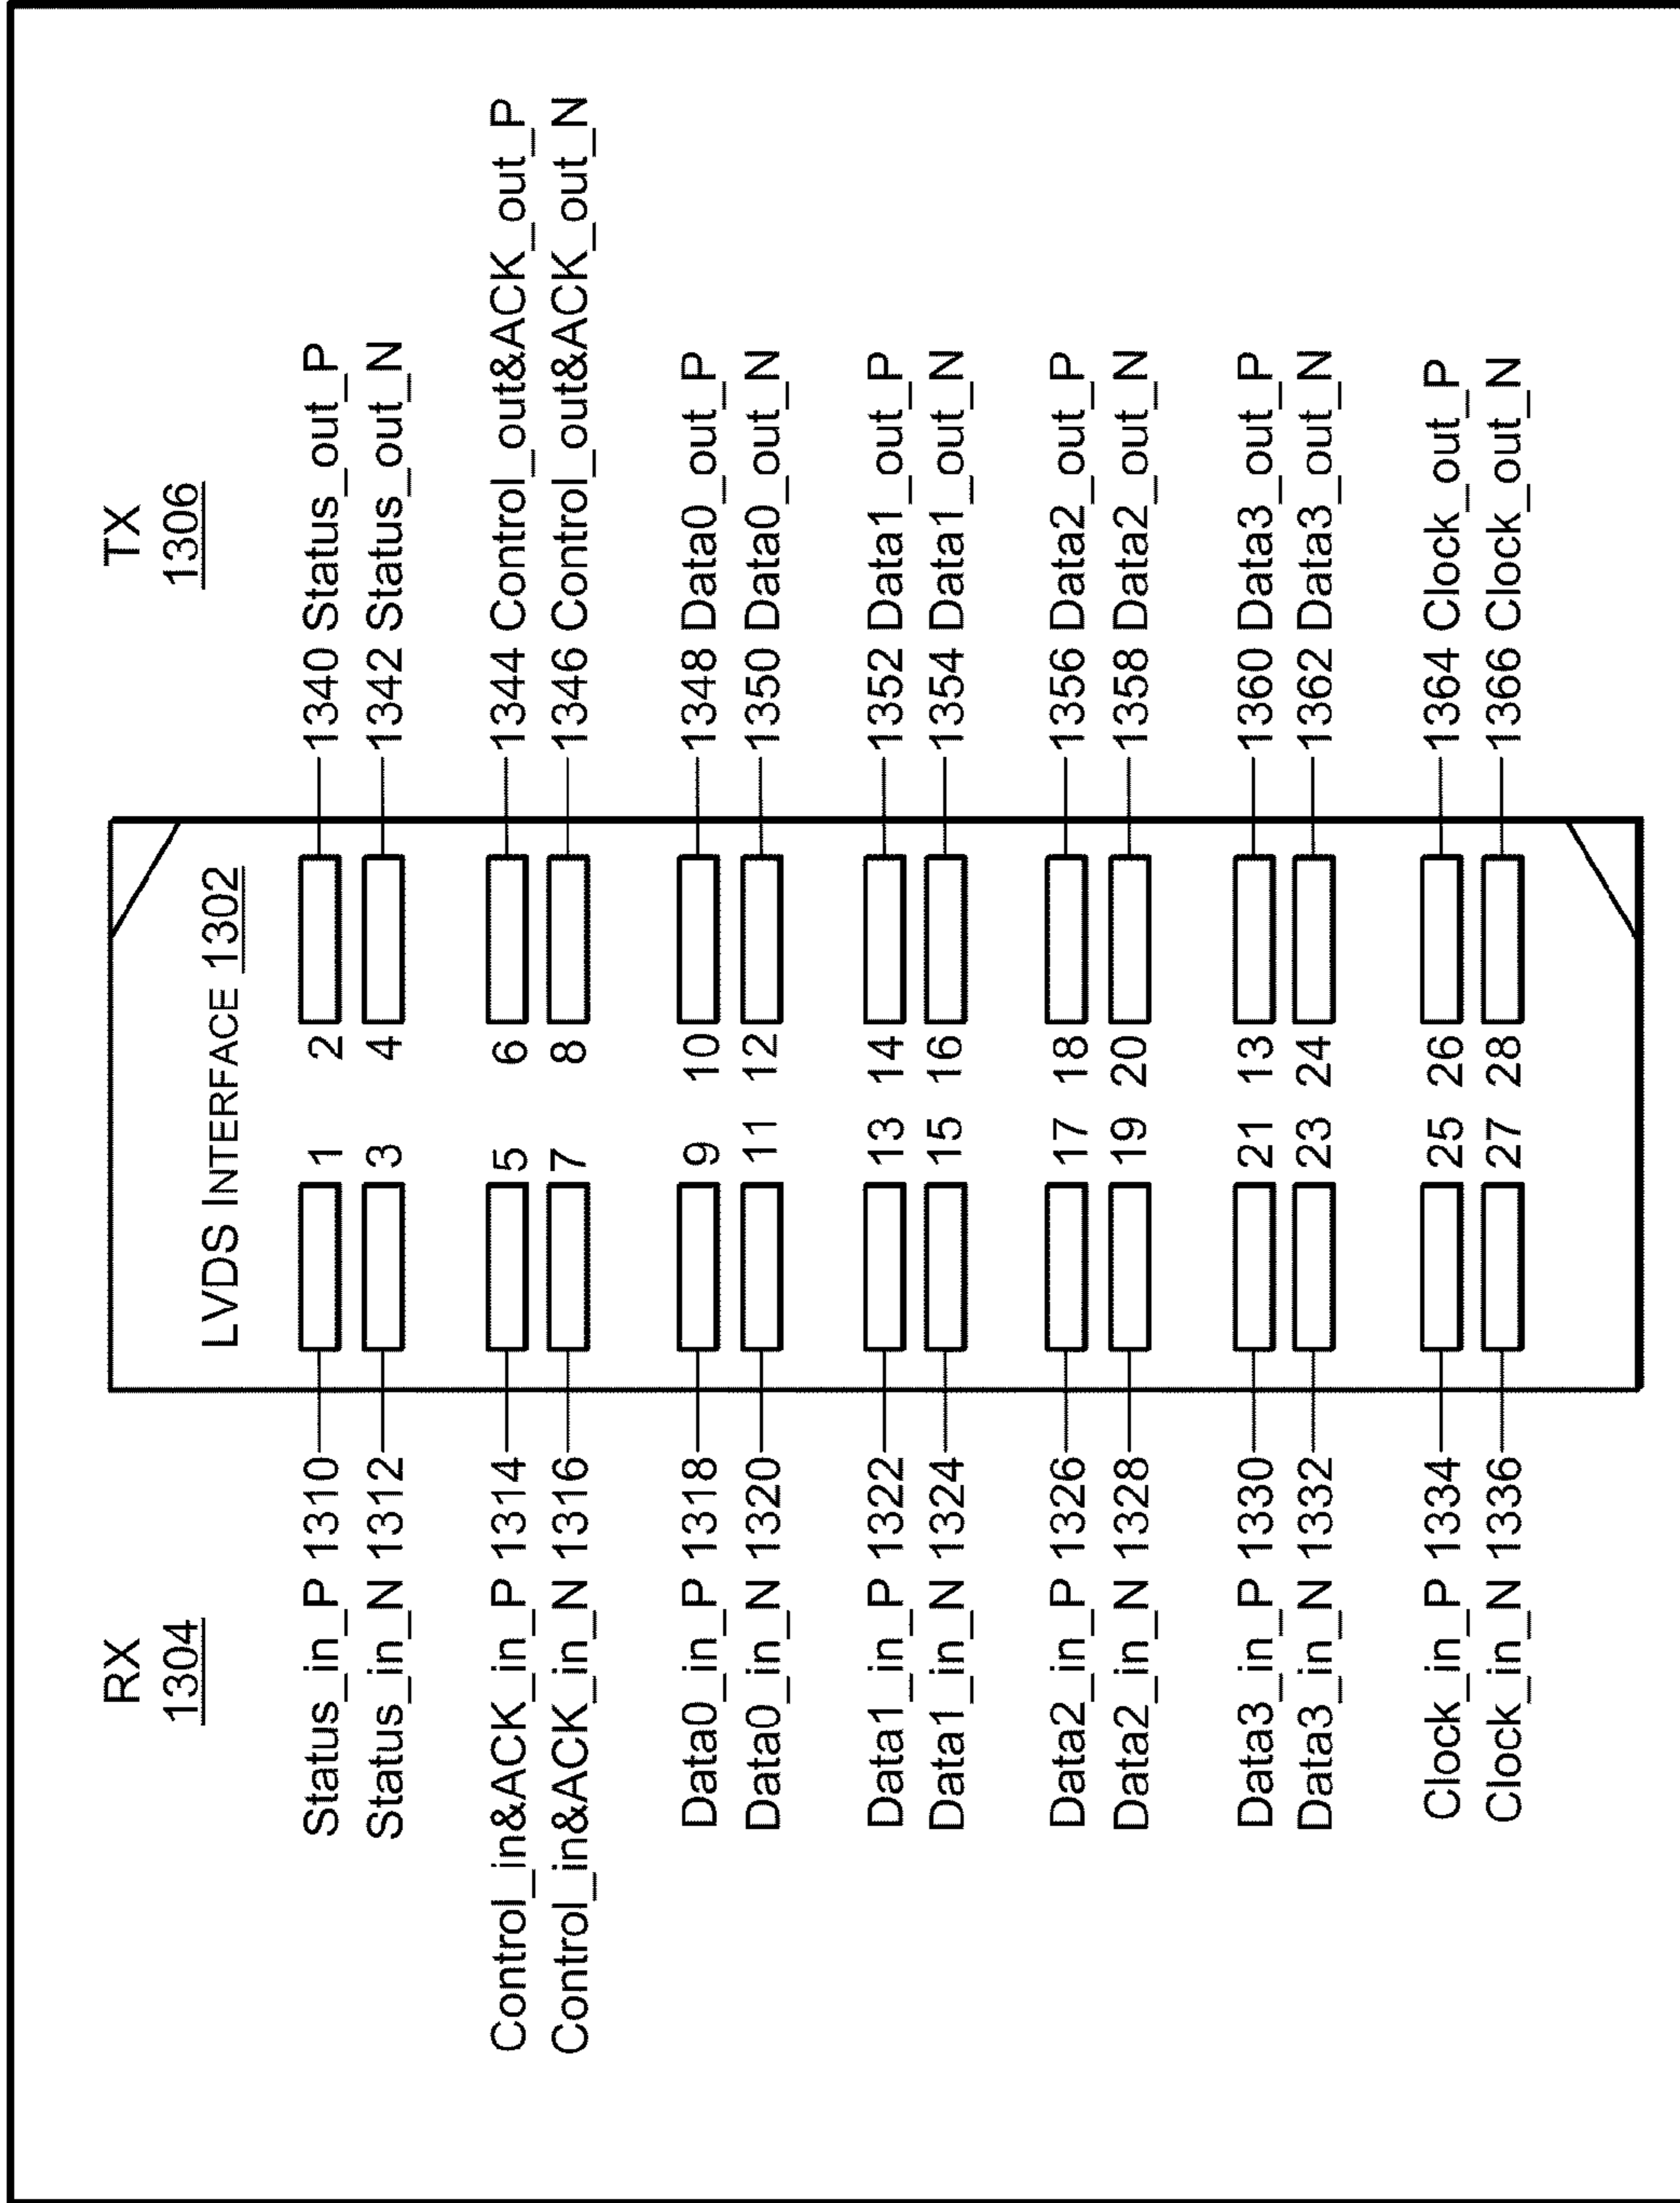 RX
1304
TX
1306
LVDS INTERFACE 1302
Status_in_P 1310 1 2 1340 Status_out_P
Status_in_N 1312 3 4 1342 Status_out_N
Control_in&ACK_in_P 1314 5 6 1344 Control_out&ACK_out_P
Control_in&ACK_in_N 1316 7 8 1346 Control_out&ACK_out_N
Data0_in_P 1318 9 10 1348 Data0_out_P
Data0_in_N 1320 11 12 1350 Data0_out_N
Data1_in_P 1322 13 14 1352 Data1_out_P
Data1_in_N 1324 15 16 1354 Data1_out_N
Data2_in_P 1326 17 18 1356 Data2_out_P
Data2_in_N 1328 19 20 1358 Data2_out_N
Data3_in_P 1330 21 13 1360 Data3_out_P
Data3_in_N 1332 23 24 1362 Data3_out_N
Clock_in_P 1334 25 26 1364 Clock_out_P
Clock_in_N 1336 27 28 1366 Clock_out_N